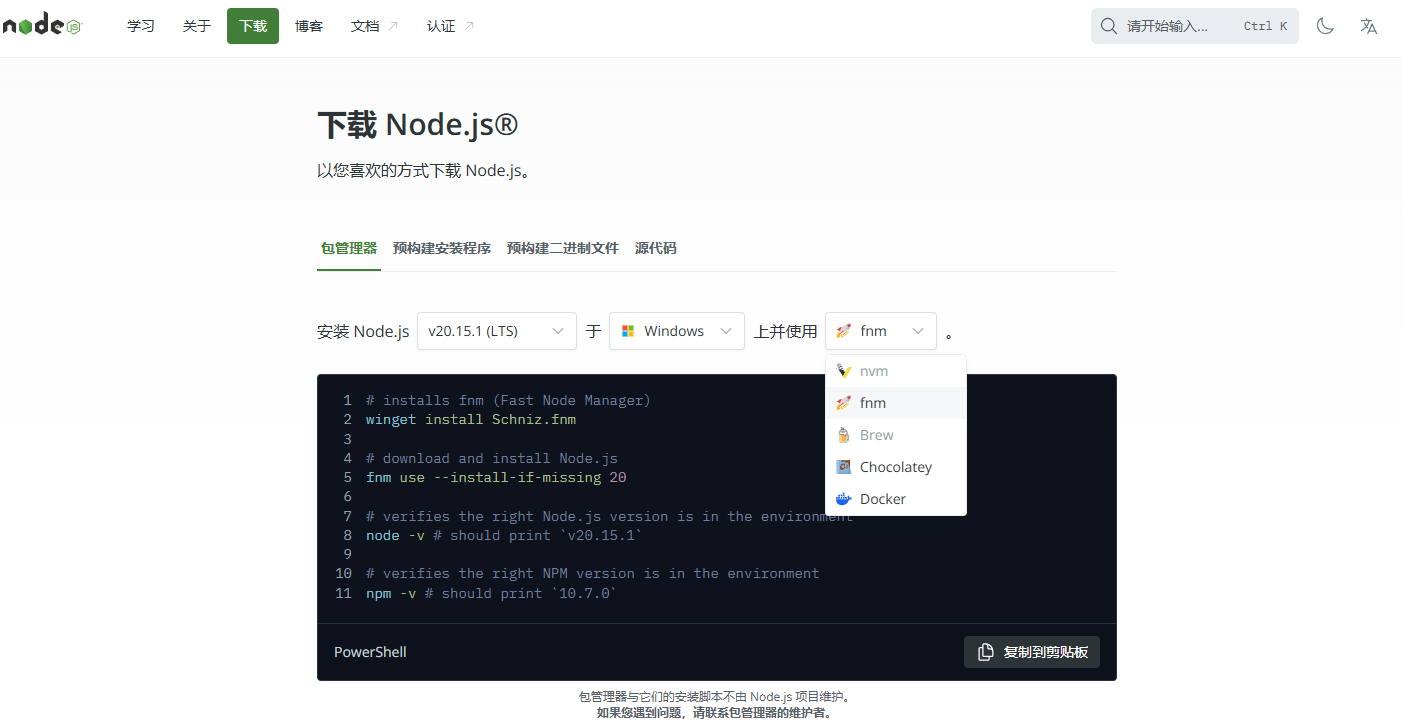 node JS
学习 关于 下载 博客 文档 认证 请开始输入... Ctrl K
下载 Node.js®
以您喜欢的方式下载 Node.js。
包管理器 预构建安装程序 预构建二进制文件 源代码
安装 Node.js v20.15.1 (LTS) 于 Windows 上并使用 fnm 。
nvm
fnm
Brew
Chocolatey
Docker
1 # installs fnm (Fast Node Manager)
2 winget install Schniz.fnm
3
4 # download and install Node.js
5 fnm use --install-if-missing 20
6
7 # verifies the right Node.js version is in the environment
8 node -v # should print `v20.15.1`
9
10 # verifies the right NPM version is in the environment
11 npm -v # should print `10.7.0`
PowerShell 复制到剪贴板
包管理器与它们的安装脚本不由 Node.js 项目维护。
如果您遇到问题，请联系包管理器的维护者。